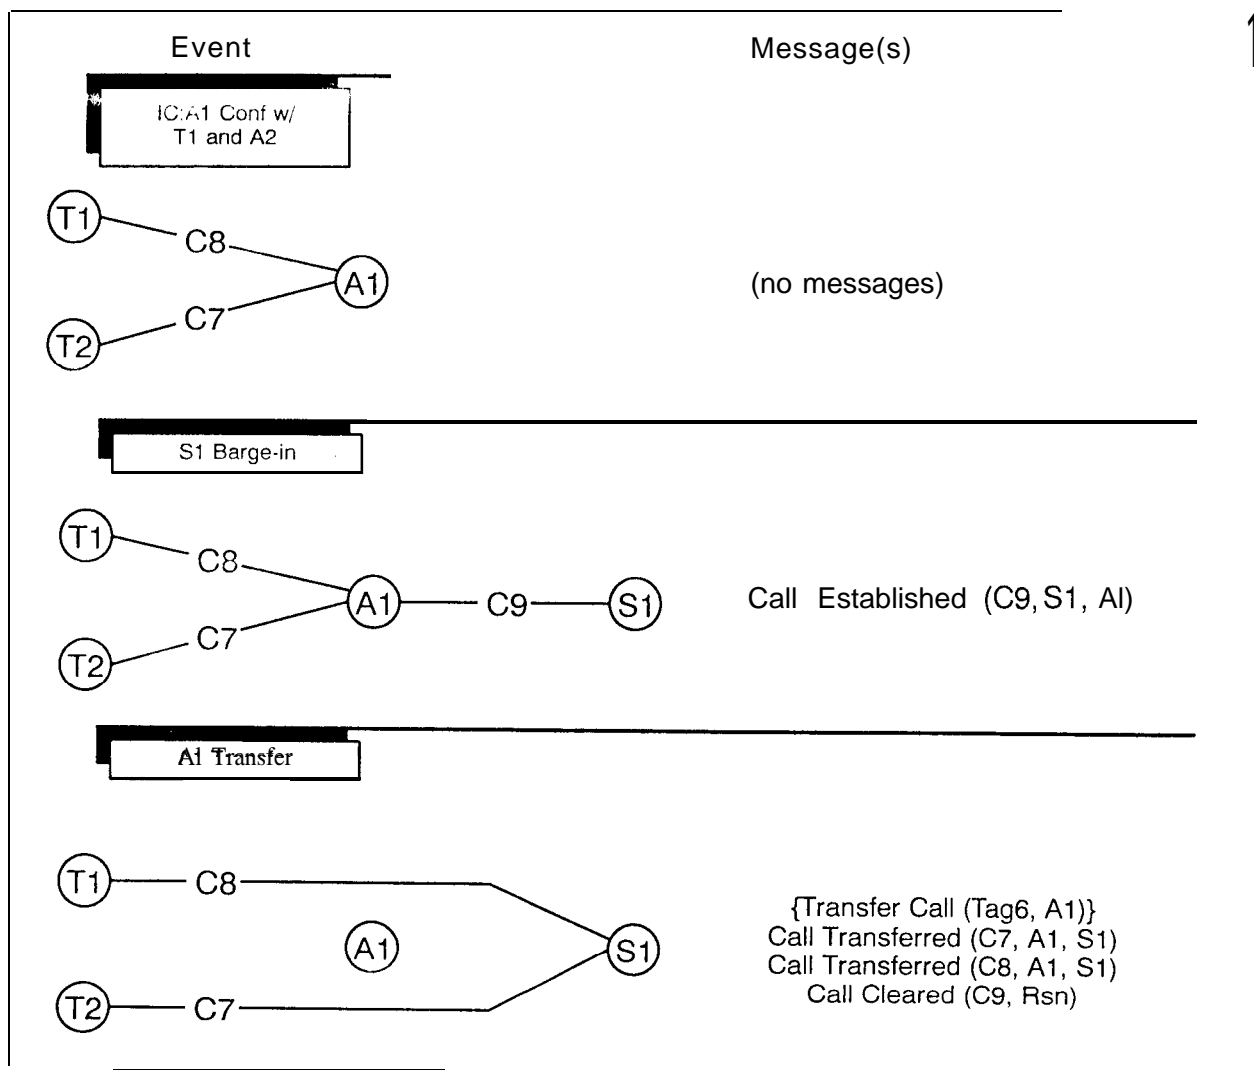 Event
Message(s)
IC:A1 Conf w/
T1 and A2
T1
C8
A1
(no messages)
C7
T2
S1 Barge-in
T1
C8
A1
C9
S1
Call Established (C9, S1, Al)
C7
T2
A1 Transfer
T1
C8
A1
S1
{Transfer Call (Tag6, A1)}
Call Transferred (C7, A1, S1)
Call Transferred (C8, A1, S1)
Call Cleared (C9, Rsn)
T2
C7